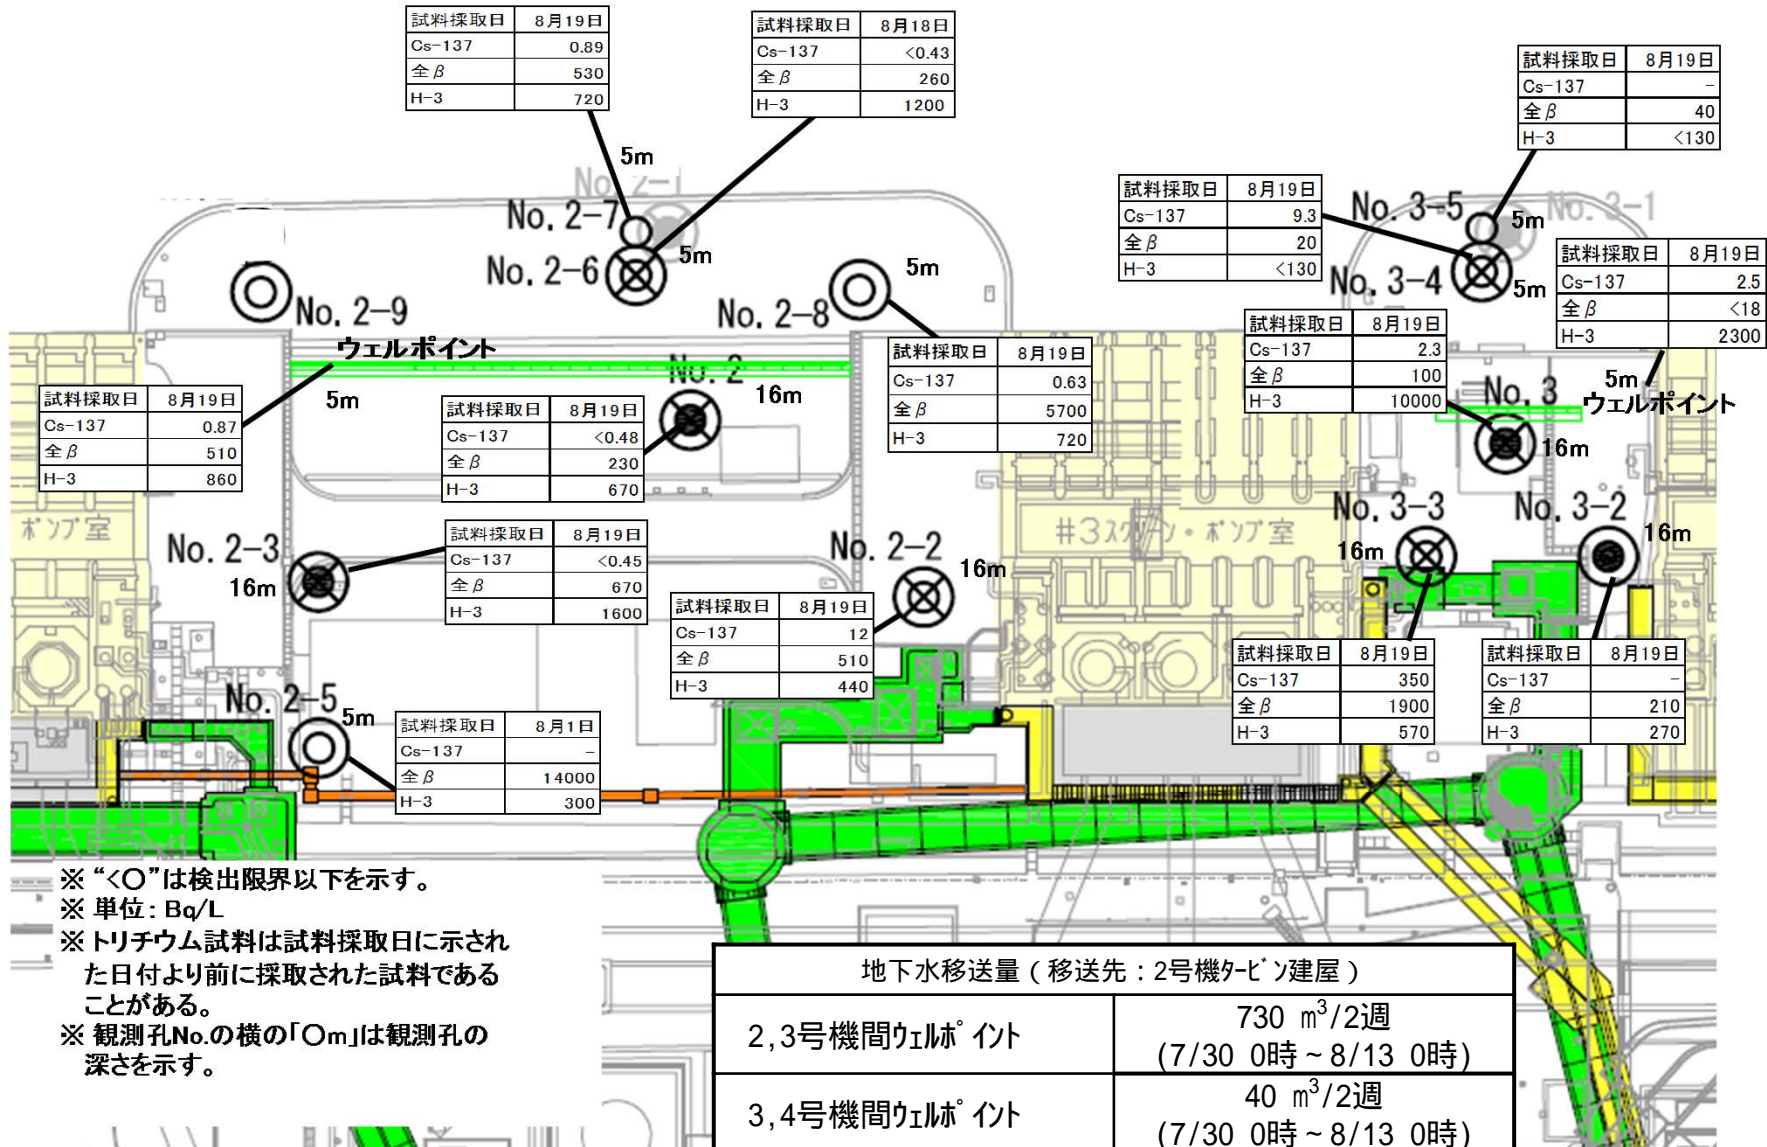 試料採取日 8月19日
Cs-137 0.89
全β 530
H-3 720
試料採取日 8月18日
Cs-137 <0.43
全β 260
H-3 1200
試料採取日 8月19日
Cs-137 -
全β 40
H-3 <130
5m
No. 2-1
No. 2-7
No. 2-6
5m
試料採取日 8月19日
Cs-137 9.3
全β 20
H-3 <130
No. 3-5
5m
No. 3-1
No. 3-4
5m
試料採取日 8月19日
Cs-137 2.5
全β <18
H-3 2300
No. 2-9
No. 2-8
5m
ウェルポイント
5m
No. 2
16m
試料採取日 8月19日
Cs-137 0.87
全β 510
H-3 860
試料採取日 8月19日
Cs-137 <0.48
全β 230
H-3 670
試料採取日 8月19日
Cs-137 0.63
全β 5700
H-3 720
試料採取日 8月19日
Cs-137 2.3
全β 100
H-3 10000
No. 3
5m
ウェルポイント
16m
ポンプ室
No. 2-3
16m
試料採取日 8月19日
Cs-137 <0.45
全β 670
H-3 1600
No. 2-2
16m
#3スクリーン・ポンプ室
No. 3-3
16m
No. 3-2
16m
試料採取日 8月19日
Cs-137 12
全β 510
H-3 440
試料採取日 8月19日
Cs-137 350
全β 1900
H-3 570
試料採取日 8月19日
Cs-137 -
全β 210
H-3 270
No. 2-5
5m
試料採取日 8月1日
Cs-137 -
全β 14000
H-3 300
※ “<〇”は検出限界以下を示す。
※ 単位：Bq/L
※ トリチウム試料は試料採取日に示され
た日付より前に採取された試料である
ことがある。
※ 観測孔No.の横の「〇m」は観測孔の
深さを示す。
地下水移送量（移送先：2号機ﾀｰﾋﾞﾝ建屋）
2,3号機間ｳｪﾙﾎﾟｲﾝﾄ 730 m³/2週
(7/30 0時～8/13 0時)
3,4号機間ｳｪﾙﾎﾟｲﾝﾄ 40 m³/2週
(7/30 0時～8/13 0時)